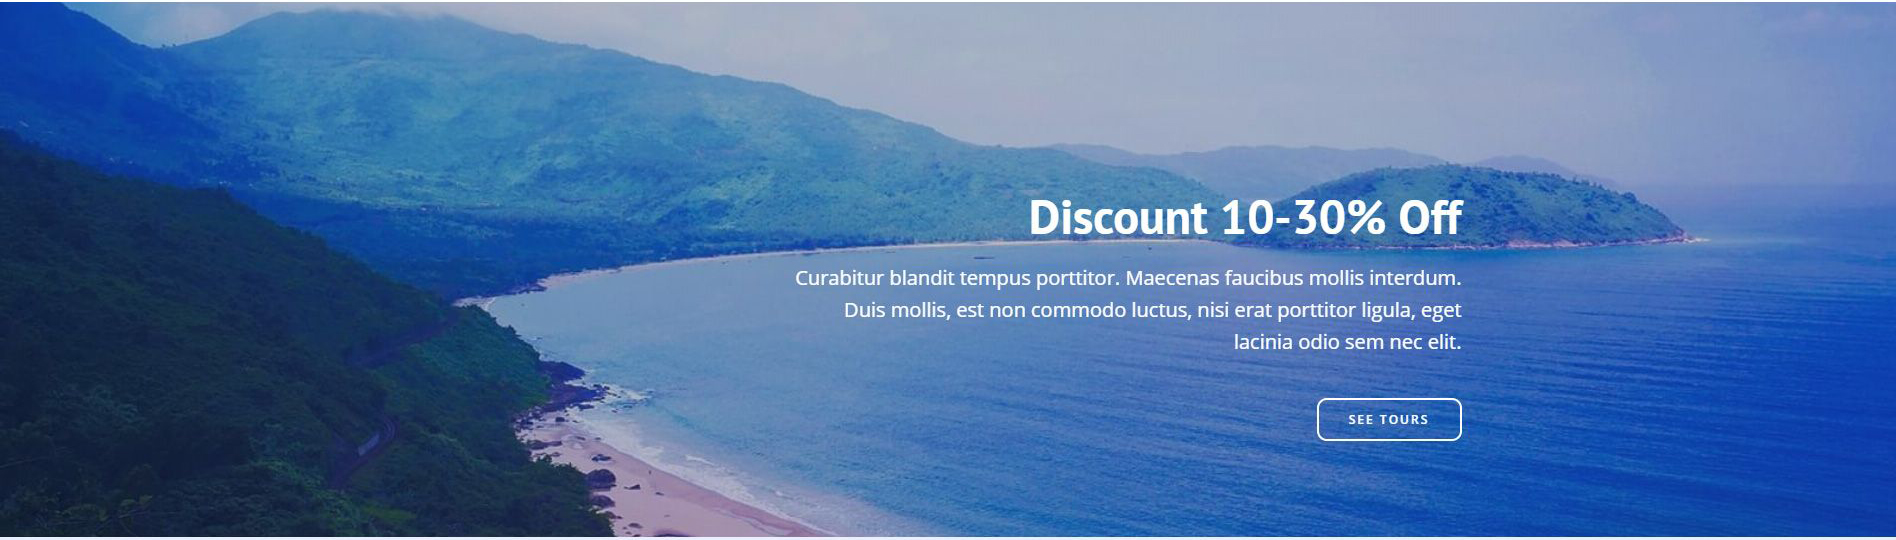 Discount 10-30% Off
Curabitur blandit tempus porttitor. Maecenas faucibus mollis interdum.
Duis mollis, est non commodo luctus, nisi erat porttitor ligula, eget
lacinia odio sem nec elit.
SEE TOURS